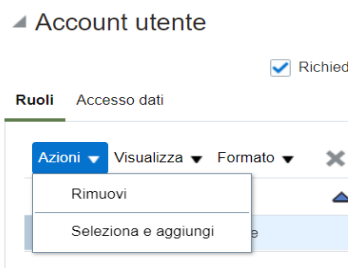 Account utente
Richied
Ruoli Accesso dati
Azioni Visualizza Formato
Rimuovi
Seleziona e aggiungi e